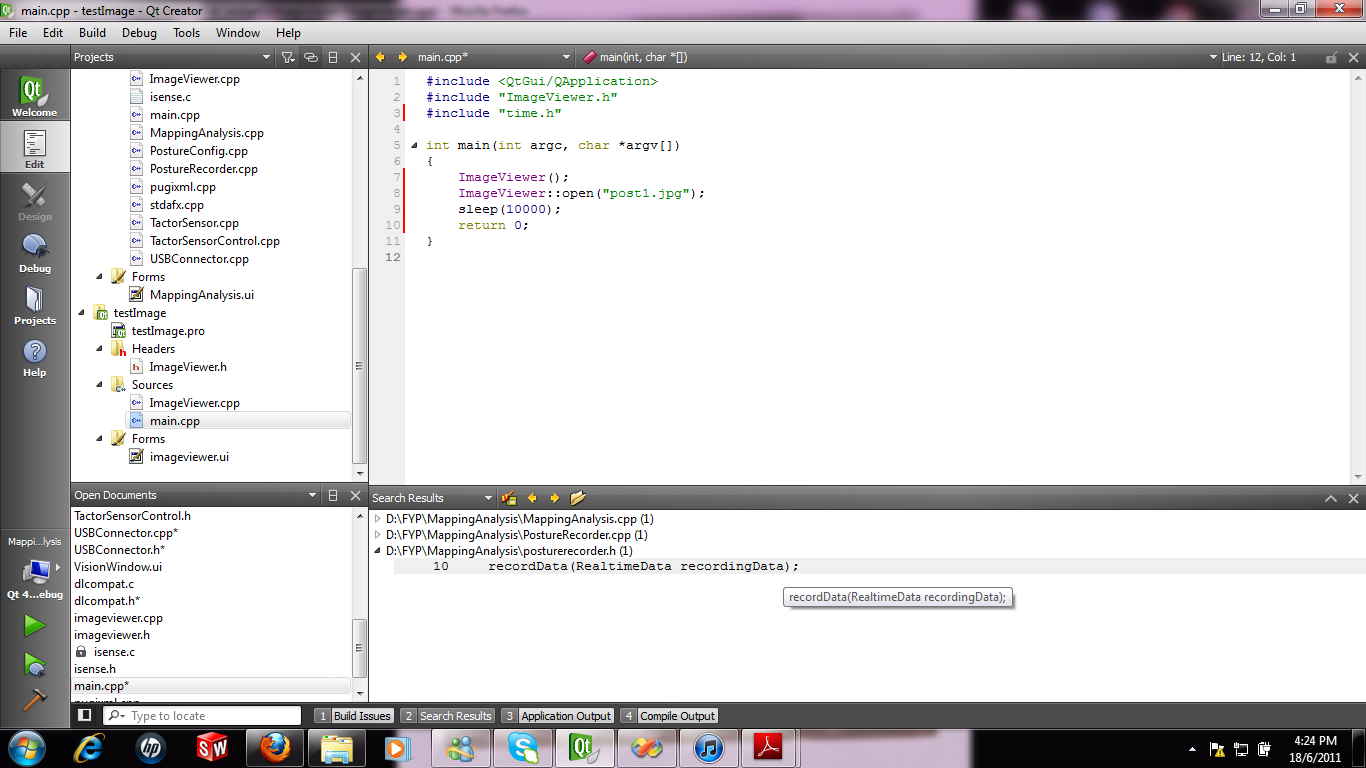 main.cpp - testImage - Qt Creator
File Edit Build Debug Tools Window Help
Projects
main.cpp*
main(int, char *[])
Line: 12, Col: 1
Welcome
Edit
Design
Debug
Projects
Help
Mappi...lysis
Qt 4...ebug
ImageViewer.cpp
isense.c
main.cpp
MappingAnalysis.cpp
PostureConfig.cpp
PostureRecorder.cpp
pugixml.cpp
stdafx.cpp
TactorSensor.cpp
TactorSensorControl.cpp
USBConnector.cpp
Forms
MappingAnalysis.ui
testImage
testImage.pro
Headers
ImageViewer.h
Sources
ImageViewer.cpp
main.cpp
Forms
imageviewer.ui
1 #include <QtGui/QApplication>
2 #include "ImageViewer.h"
3 #include "time.h"
4
5 int main(int argc, char *argv[])
6 {
7 ImageViewer();
8 ImageViewer::open("post1.jpg");
9 sleep(10000);
10 return 0;
11 }
12
Open Documents
TactorSensorControl.h
USBConnector.cpp*
USBConnector.h*
VisionWindow.ui
dlcompat.c
dlcompat.h*
imageviewer.cpp
imageviewer.h
isense.c
isense.h
main.cpp*
Search Results
D:\FYP\MappingAnalysis\MappingAnalysis.cpp (1)
D:\FYP\MappingAnalysis\PostureRecorder.cpp (1)
D:\FYP\MappingAnalysis\posturerecorder.h (1)
10 recordData(RealtimeData recordingData);
recordData(RealtimeData recordingData);
Type to locate
1 Build Issues
2 Search Results
3 Application Output
4 Compile Output
4:24 PM
18/6/2011